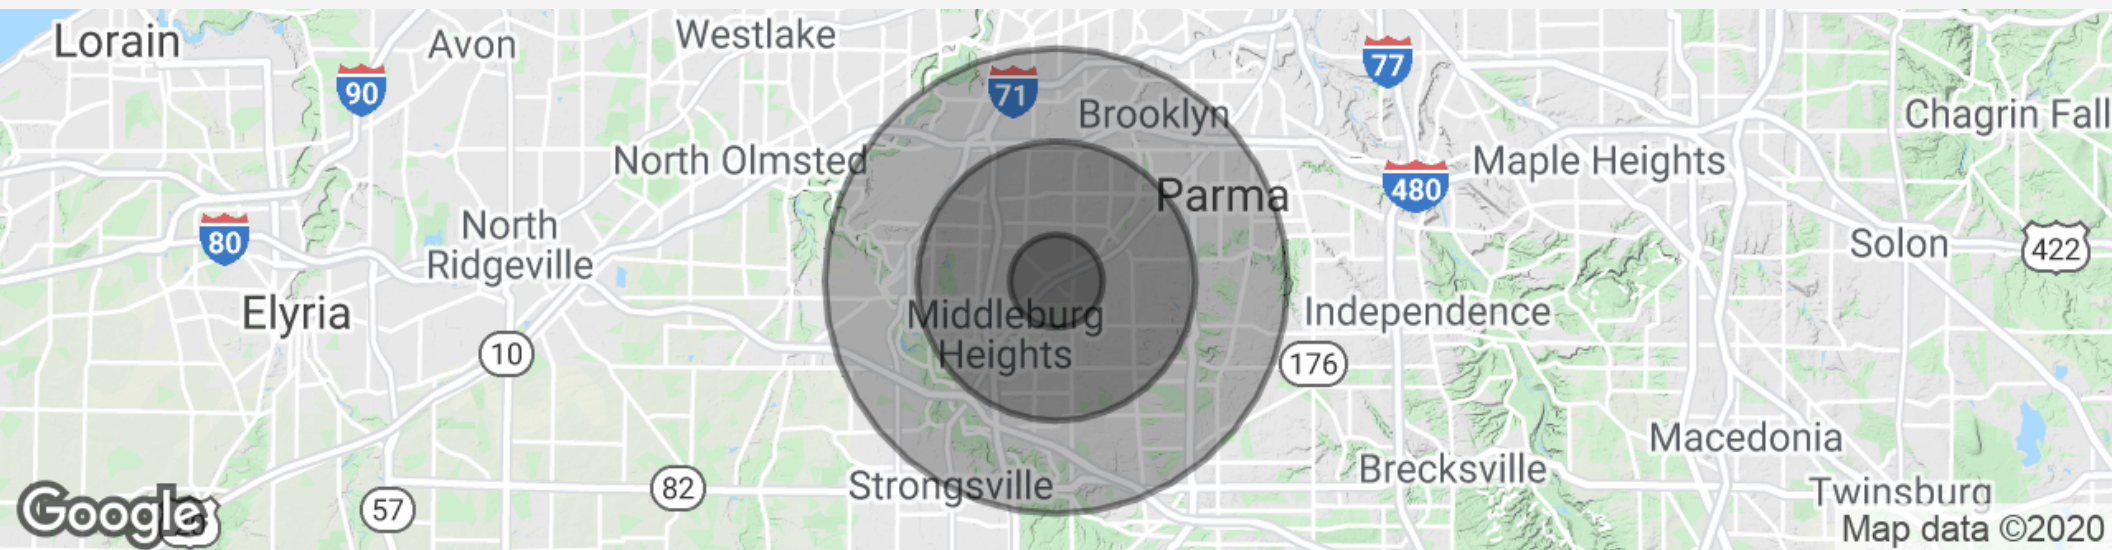 Lorain
Avon
Westlake
90
71
77
Brooklyn
Chagrin Fall
North Olmsted
Maple Heights
480
Parma
80
North
Ridgeville
Solon
422
Elyria
Middleburg
Heights
Independence
10
176
Macedonia
Strongsville
82
Brecksville
Twinsburg
57
Google
Map data ©2020